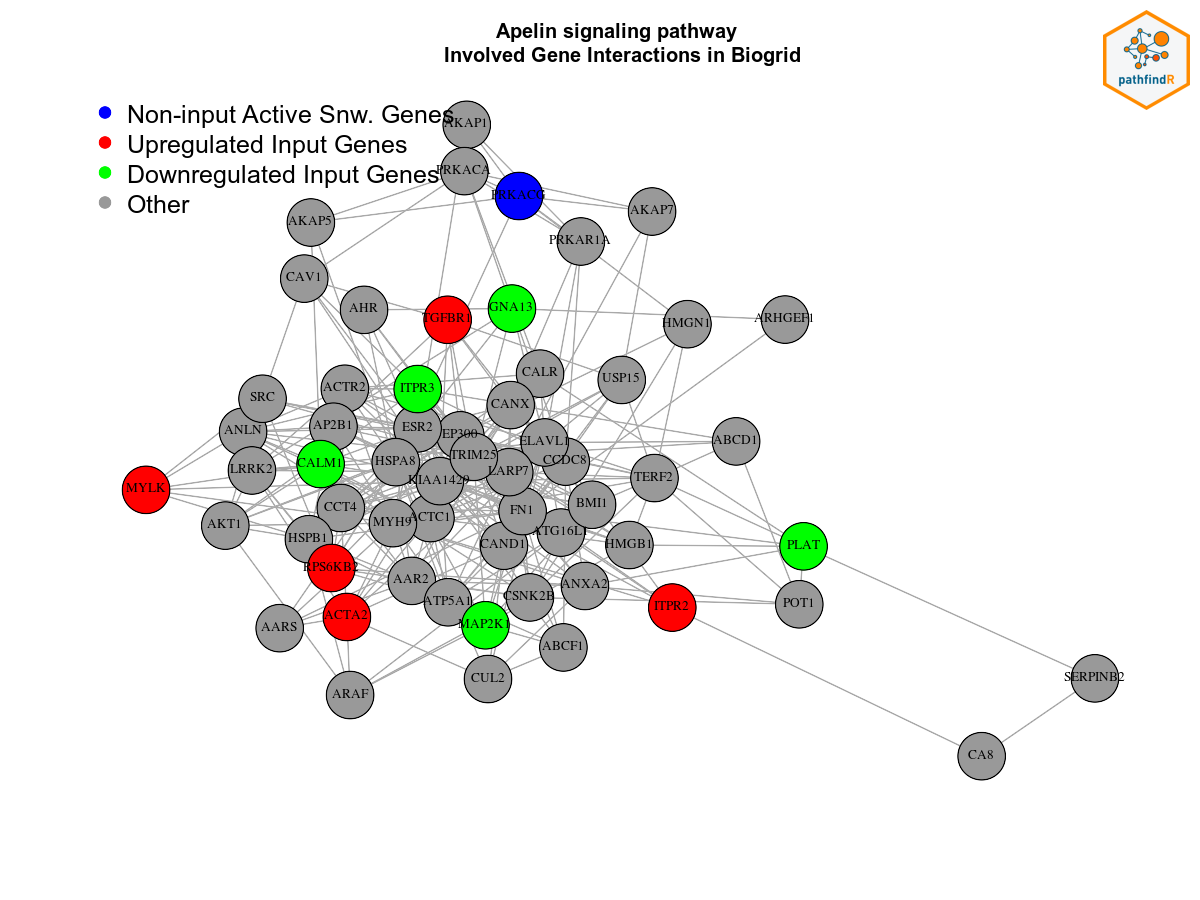 Apelin signaling pathway
Involved Gene Interactions in Biogrid
pathfindR
Non-input Active Snw. Genes
Upregulated Input Genes
Downregulated Input Genes
Other
AKAP1
PRKACA
PRKACG
AKAP5
AKAP7
PRKAR1A
CAV1
AHR
TGFBR1
GNA13
HMGN1
ARHGEF1
CALR
USP15
ACTR2
ITPR3
SRC
CANX
AP2B1
ESR2
ANLN
EP300
ELAVL1
ABCD1
TRIM25
CCDC8
HSPA8
CALM1
LRRK2
LARP7
KIAA1429
TERF2
MYLK
BMI1
CCT4
FN1
ACTC1
MYH9
AKT1
ATG16L1
HSPB1
CAND1
HMGB1
PLAT
RPS6KB2
AAR2
ANXA2
CSNK2B
ATP5A1
POT1
ITPR2
ACTA2
MAP2K1
AARS
ABCF1
CUL2
SERPINB2
ARAF
CA8